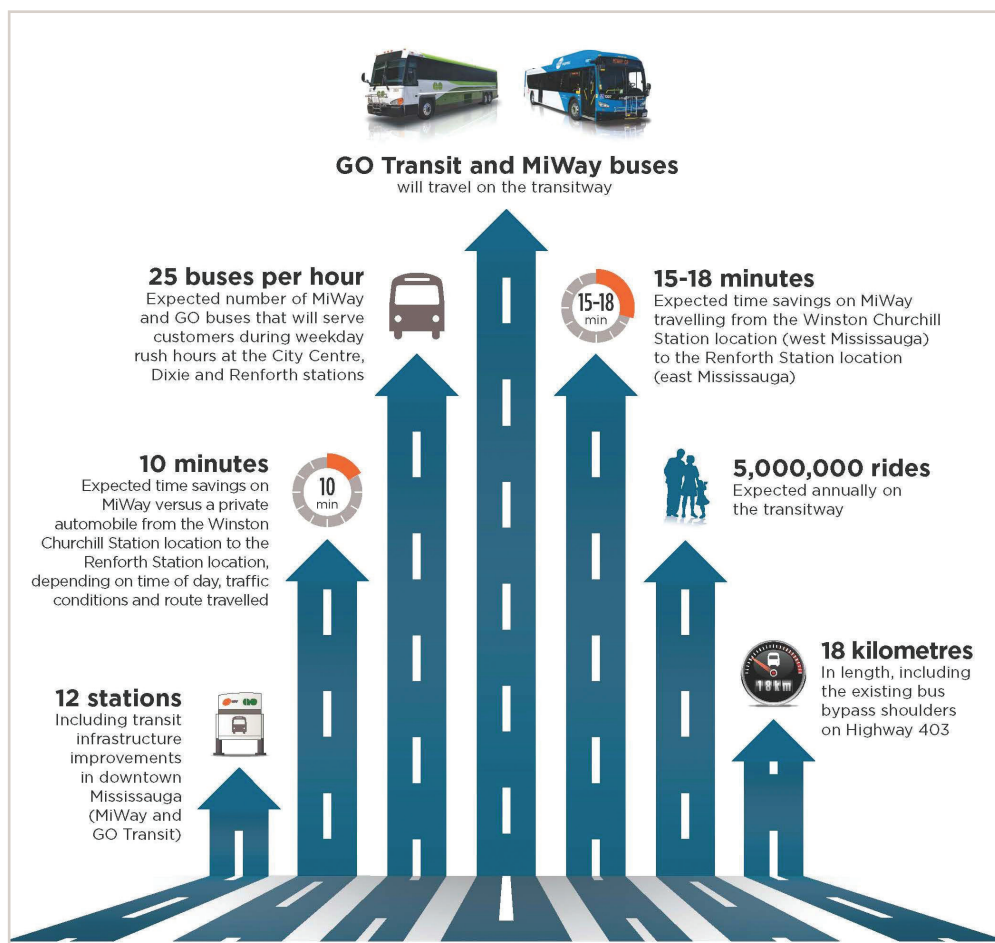 GO Transit and MiWay buses
will travel on the transitway
25 buses per hour
Expected number of MiWay
and GO buses that will serve
customers during weekday
rush hours at the City Centre,
Dixie and Renforth stations
15-18
min
15-18 minutes
Expected time savings on MiWay
travelling from the Winston Churchill
Station location (west Mississauga)
to the Renforth Station location
(east Mississauga)
10 minutes
Expected time savings on
MiWay versus a private
automobile from the Winston
Churchill Station location to the
Renforth Station location,
depending on time of day, traffic
conditions and route travelled
10
min
5,000,000 rides
Expected annually on
the transitway
12 stations
Including transit
infrastructure
improvements
in downtown
Mississauga
(MiWay and
GO Transit)
GO
18km
18 kilometres
In length, including
the existing bus
bypass shoulders
on Highway 403